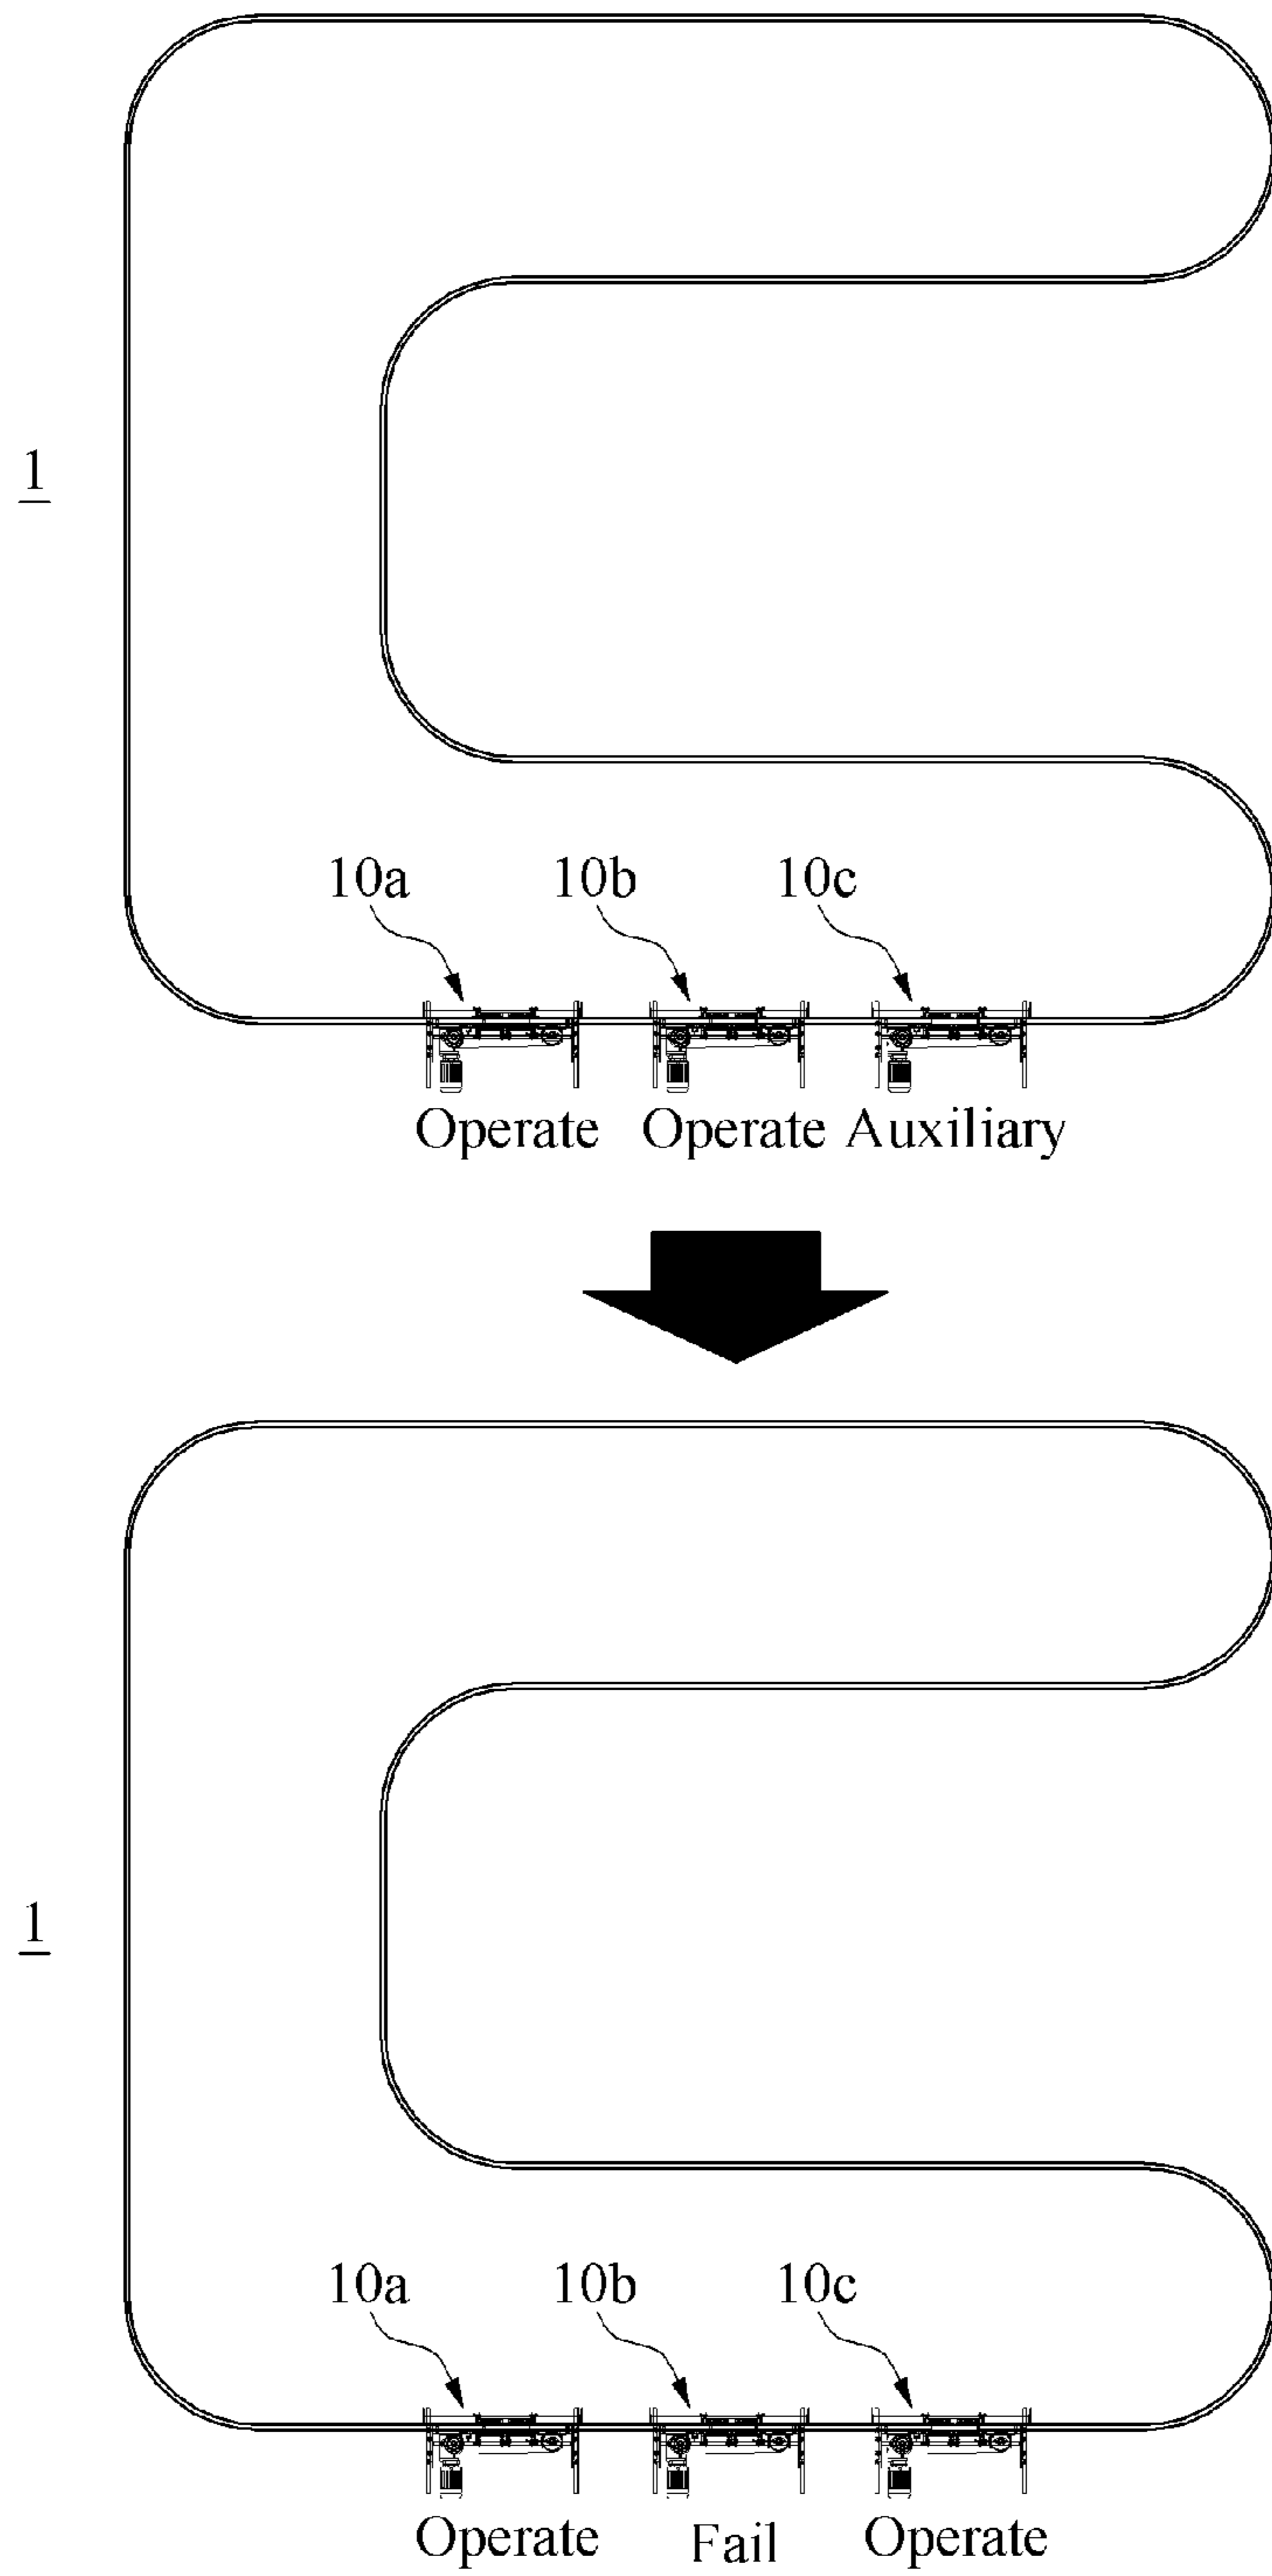 1
10a 10b 10c
Operate Operate Auxiliary
1
10a 10b 10c
Operate Fail Operate